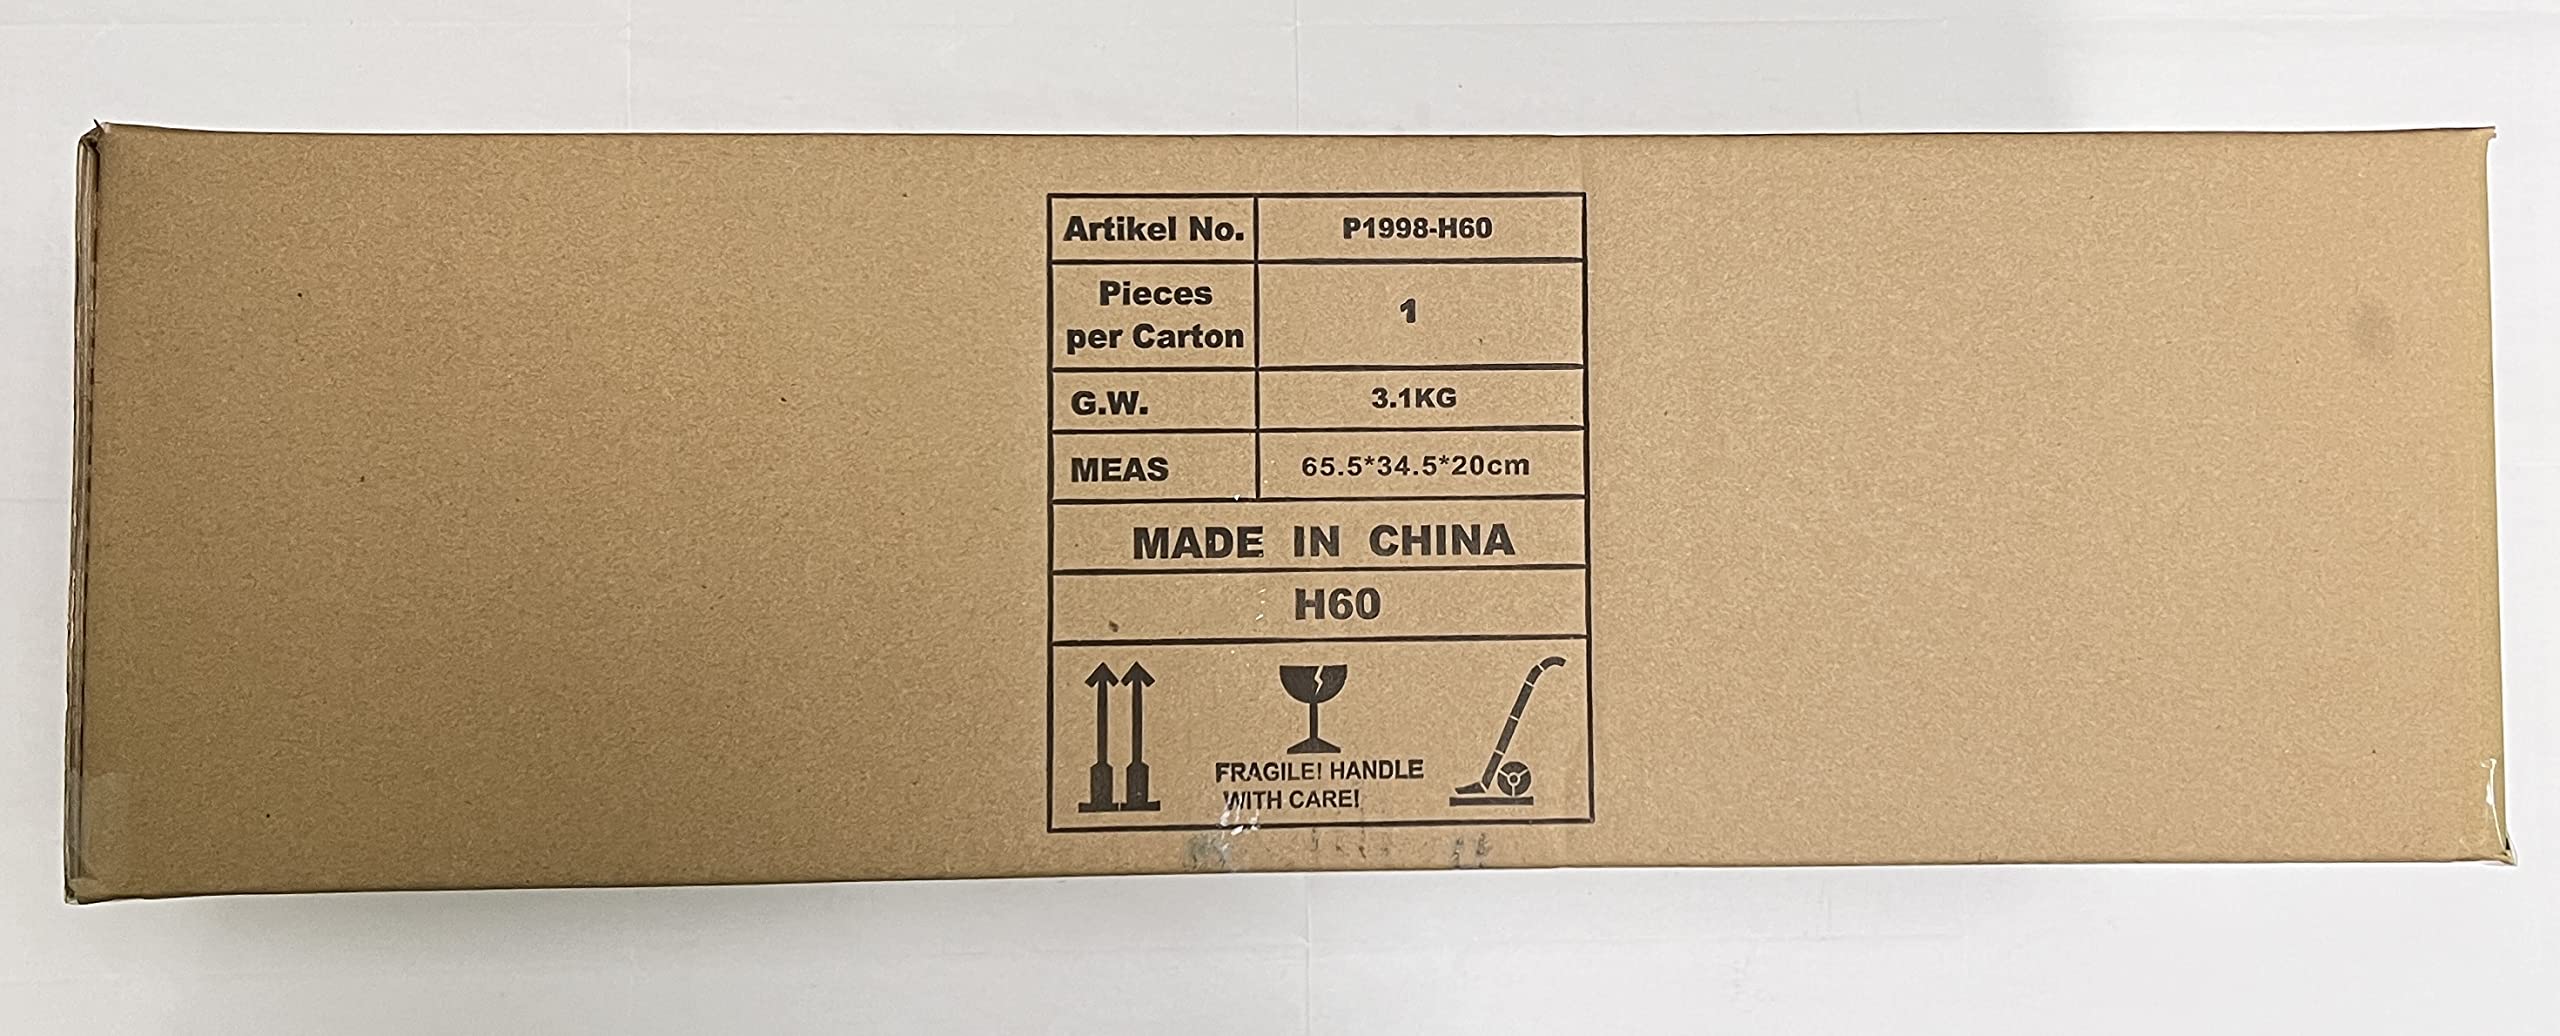 Artikel No. P1998-H60
Pieces
per Carton 1
G.W. 3.1KG
MEAS 65.5*34.5*20cm
MADE IN CHINA
H60
FRAGILE! HANDLE
WITH CARE!